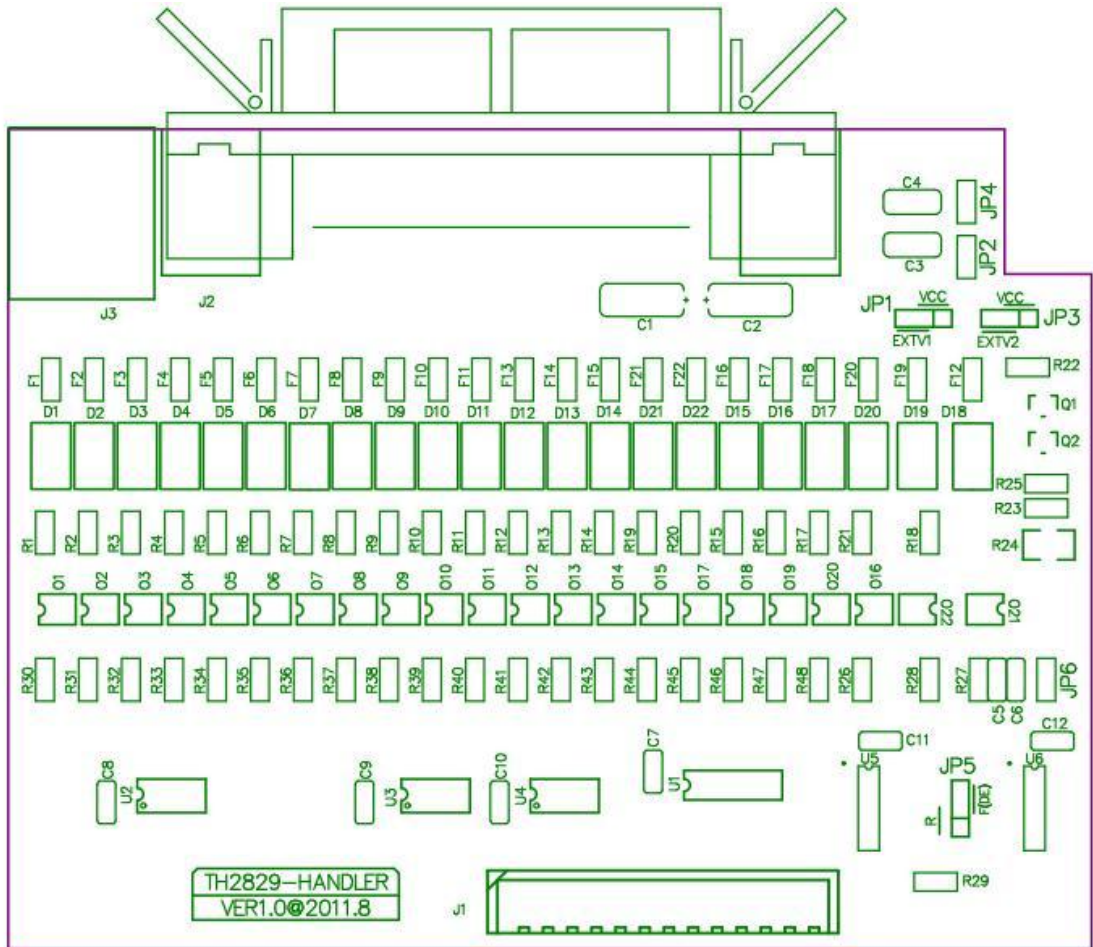 C4
JP4
C3
JP2
J3
J2
C1
C2
JP1
VCC
EXTV1
VCC
JP3
EXTV2
F1 F2 F3 F4 F5 F6 F7 F8 F9 F10 F11 F13 F14 F15 F21 F22 F16 F17 F18 F20 F19 F12 R22
D1 D2 D3 D4 D5 D6 D7 D8 D9 D10 D11 D12 D13 D14 D21 D22 D15 D16 D17 D20 D19 D18 Q1
Q2
R25
R23
R1 R2 R3 R4 R5 R6 R7 R8 R9 R10 R11 R12 R13 R14 R19 R20 R15 R16 R17 R21 R18 R24
O1 O2 O3 O4 O5 O6 O7 O8 O9 O10 O11 O12 O13 O14 O15 O17 O18 O19 O20 O16 O22 O21
R30 R31 R32 R33 R34 R35 R36 R37 R38 R39 R40 R41 R42 R43 R44 R45 R46 R47 R48 R26 R28 R27 C5 C6 JP6
C11
C12
C8
U2
C9
U3
C10
U4
C7
U1
U5
JP5
R
F(DE)
U6
TH2829-HANDLER
VER1.0@2011.8
J1
R29